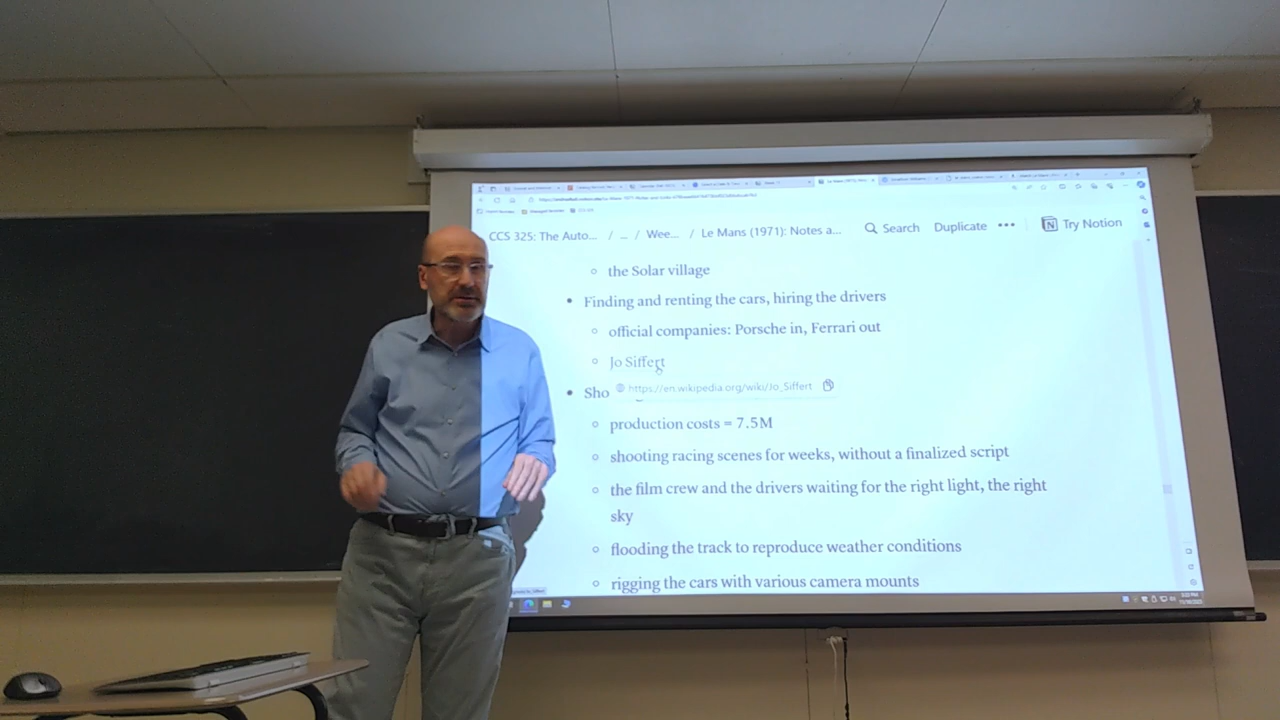 CCS 325: The Auto... / ... / Wee... / Le Mans (1971): Notes a... Search Duplicate ••• Try Notion
the Solar village
Finding and renting the cars, hiring the drivers
official companies: Porsche in, Ferrari out
Jo Siffert
Sho https://en.wikipedia.org/wiki/Jo_Siffert
production costs = 7.5M
shooting racing scenes for weeks, without a finalized script
the film crew and the drivers waiting for the right light, the right
sky
flooding the track to reproduce weather conditions
rigging the cars with various camera mounts